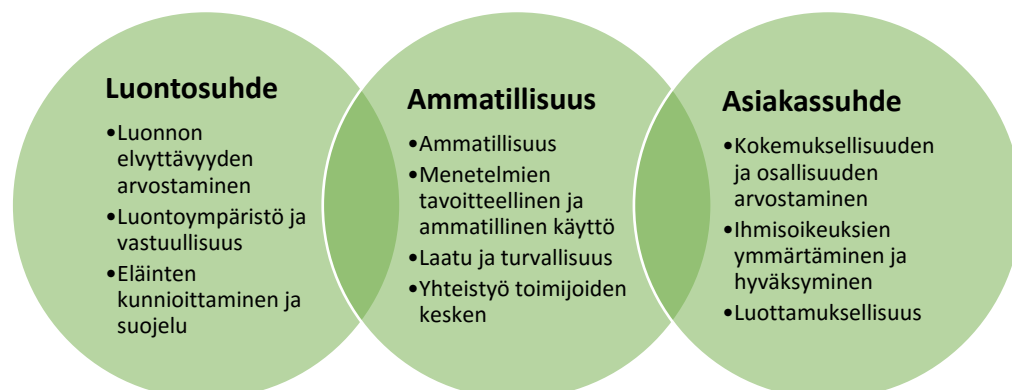 Luontosuhde
•Luonnon
elvyttävyyden
arvostaminen
•Luontoympäristö ja
vastuullisuus
•Eläinten
kunnioittaminen ja
suojelu
Ammatillisuus
•Ammatillisuus
•Menetelmien
tavoitteellinen ja
ammatillinen käyttö
•Laatu ja turvallisuus
•Yhteistyö toimijoiden
kesken
Asiakassuhde
•Kokemuksellisuuden
ja osallisuuden
arvostaminen
•Ihmisoikeuksien
ymmärtäminen ja
hyväksyminen
•Luottamuksellisuus